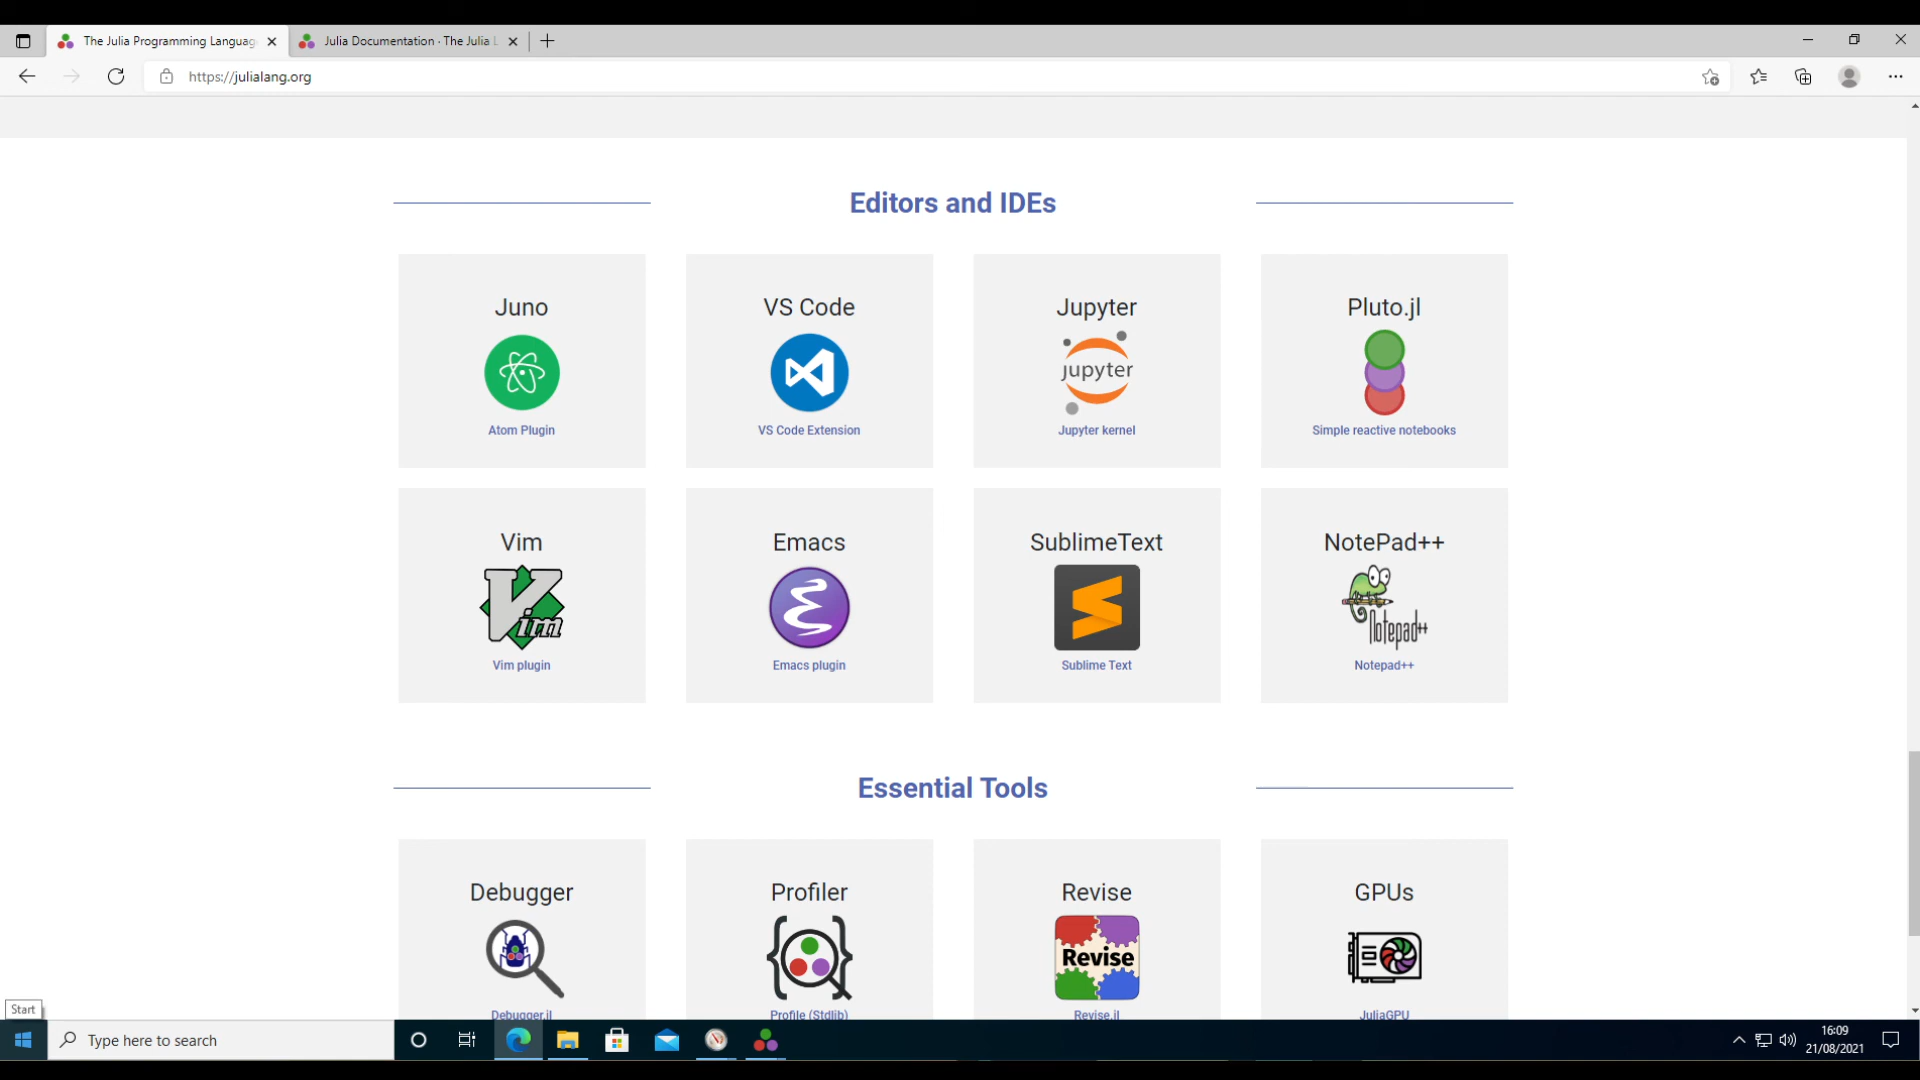 The Julia Programming Languag
Julia Documentation · The Julia L
https://julialang.org
Editors and IDEs
Juno
VS Code
Jupyter
Pluto.jl
jupyter
Atom Plugin
VS Code Extension
Jupyter kernel
Simple reactive notebooks
Vim
Emacs
SublimeText
NotePad++
Vim
Notepad++
Vim plugin
Emacs plugin
Sublime Text
Notepad++
Essential Tools
Debugger
Profiler
Revise
GPUs
Revise
Debugger.jl
Profile (Stdlib)
Revise.jl
JuliaGPU
Start
Type here to search
16:09
21/08/2021